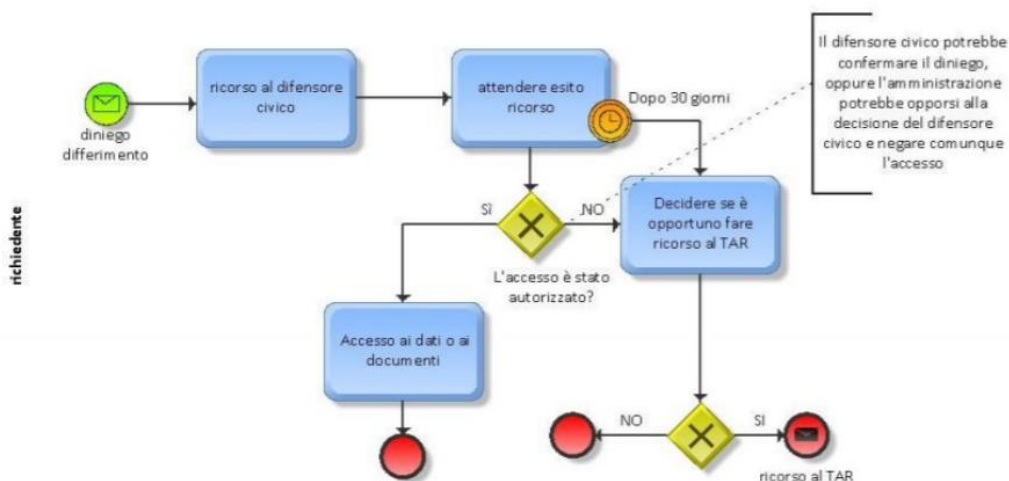 diniego
differimento
ricorso al difensore
civico
attendere esito
ricorso
Dopo 30 giorni
Il difensore civico potrebbe
confermare il diniego,
oppure l'amministrazione
potrebbe opporsi alla
decisione del difensore
civico e negare comunque
l'accesso
richiedente
Sì
NO
L'accesso è stato
autorizzato?
Decidere se è
opportuno fare
ricorso al TAR
Accesso ai dati o ai
documenti
NO
SI
ricorso al TAR